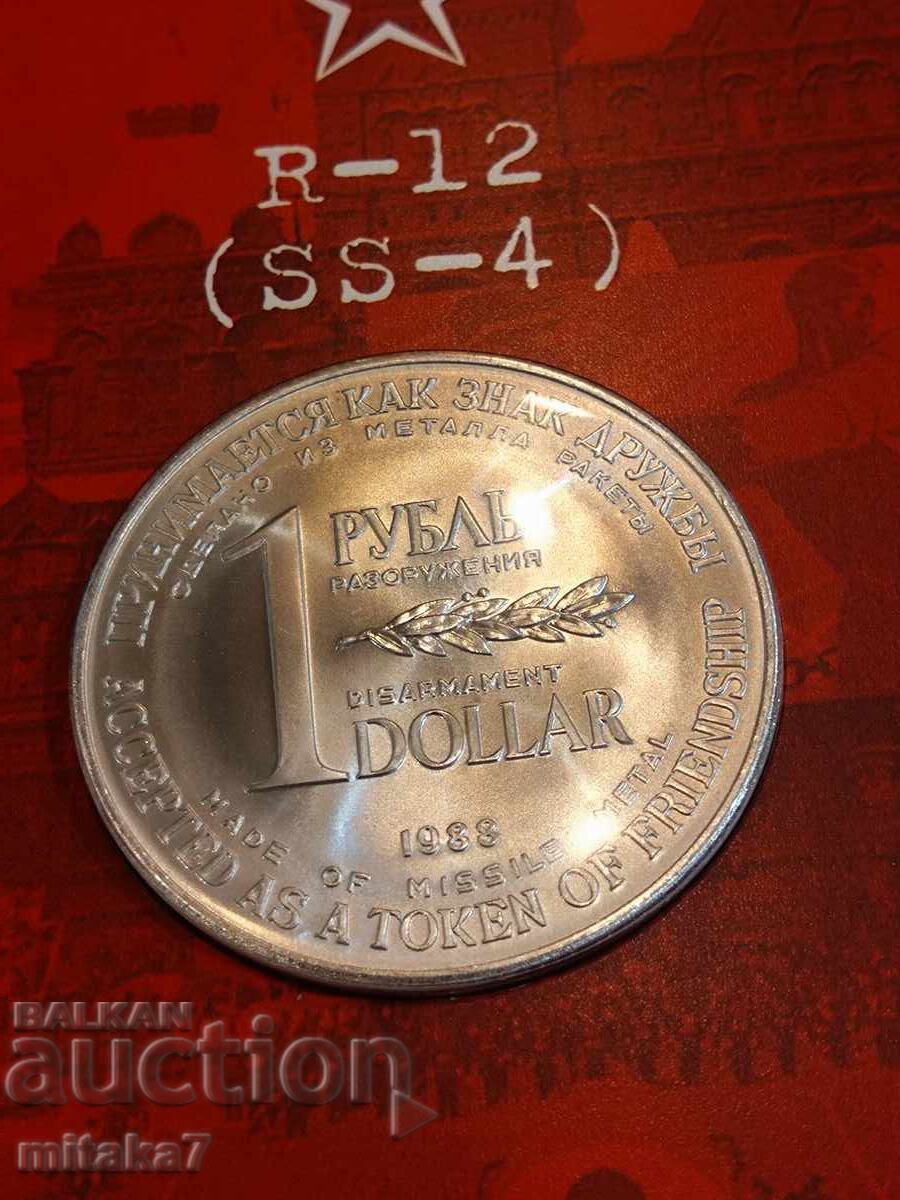 R-12
(SS-4)
ПРИНИМАЕТСЯ КАК ЗНАК ДРУЖБЫ
СДЕЛАНО ИЗ МЕТАЛЛА РАКЕТЫ
1
РУБЛЬ
РАЗОРУЖЕНИЯ
DISARMAMENT
DOLLAR
1988
MADE OF MISSILE METAL
ACCEPTED AS A TOKEN OF FRIENDSHIP
BALKAN
auction
mitaka7